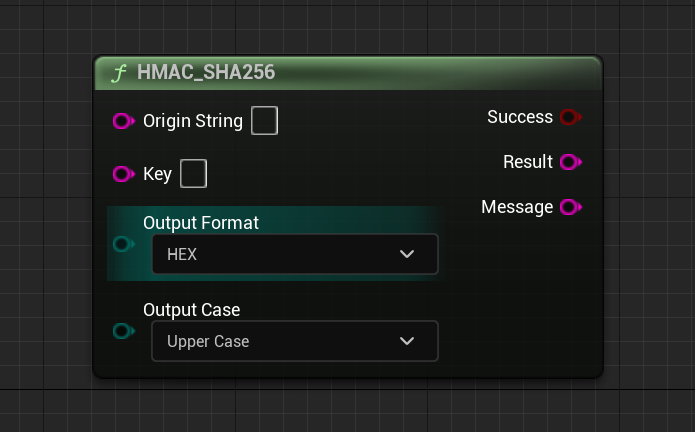 HMAC_SHA256
Origin String
Success
Key
Result
Message
Output Format
HEX
Output Case
Upper Case